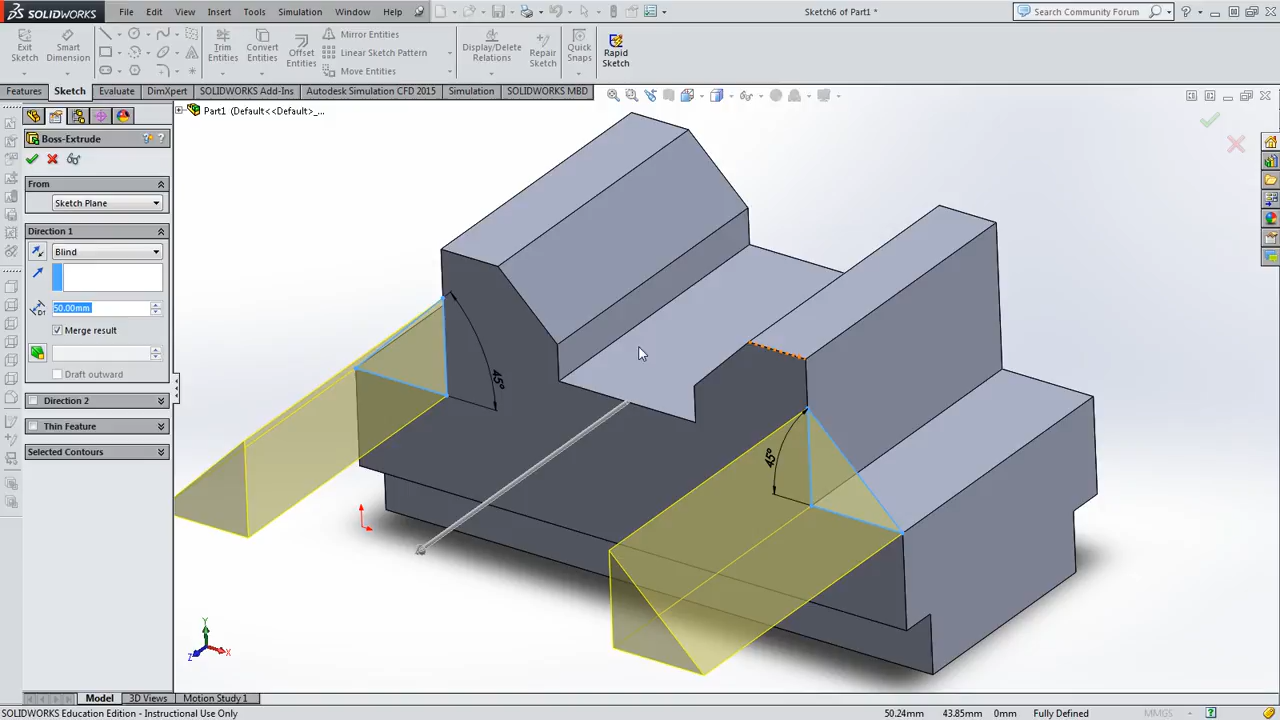 SOLIDWORKS File Edit View Insert Tools Simulation Window Help Sketch6 of Part1 * Search Community Forum
Exit Sketch Smart Dimension Trim Entities Convert Entities Offset Entities Mirror Entities Display/Delete Relations Repair Sketch Quick Snaps Rapid Sketch
Linear Sketch Pattern
Move Entities
Features Sketch Evaluate DimXpert SOLIDWORKS Add-Ins Autodesk Simulation CFD 2015 Simulation SOLIDWORKS MBD
Part1 (Default<<Default>_...
Boss-Extrude
From
Sketch Plane
Direction 1
Blind
50.00mm
Merge result
Draft outward
Direction 2
Thin Feature
Selected Contours
45°
45°
Y
X
Z
Model 3D Views Motion Study 1
SOLIDWORKS Education Edition - Instructional Use Only 50.24mm 43.85mm 0mm Fully Defined MMGS